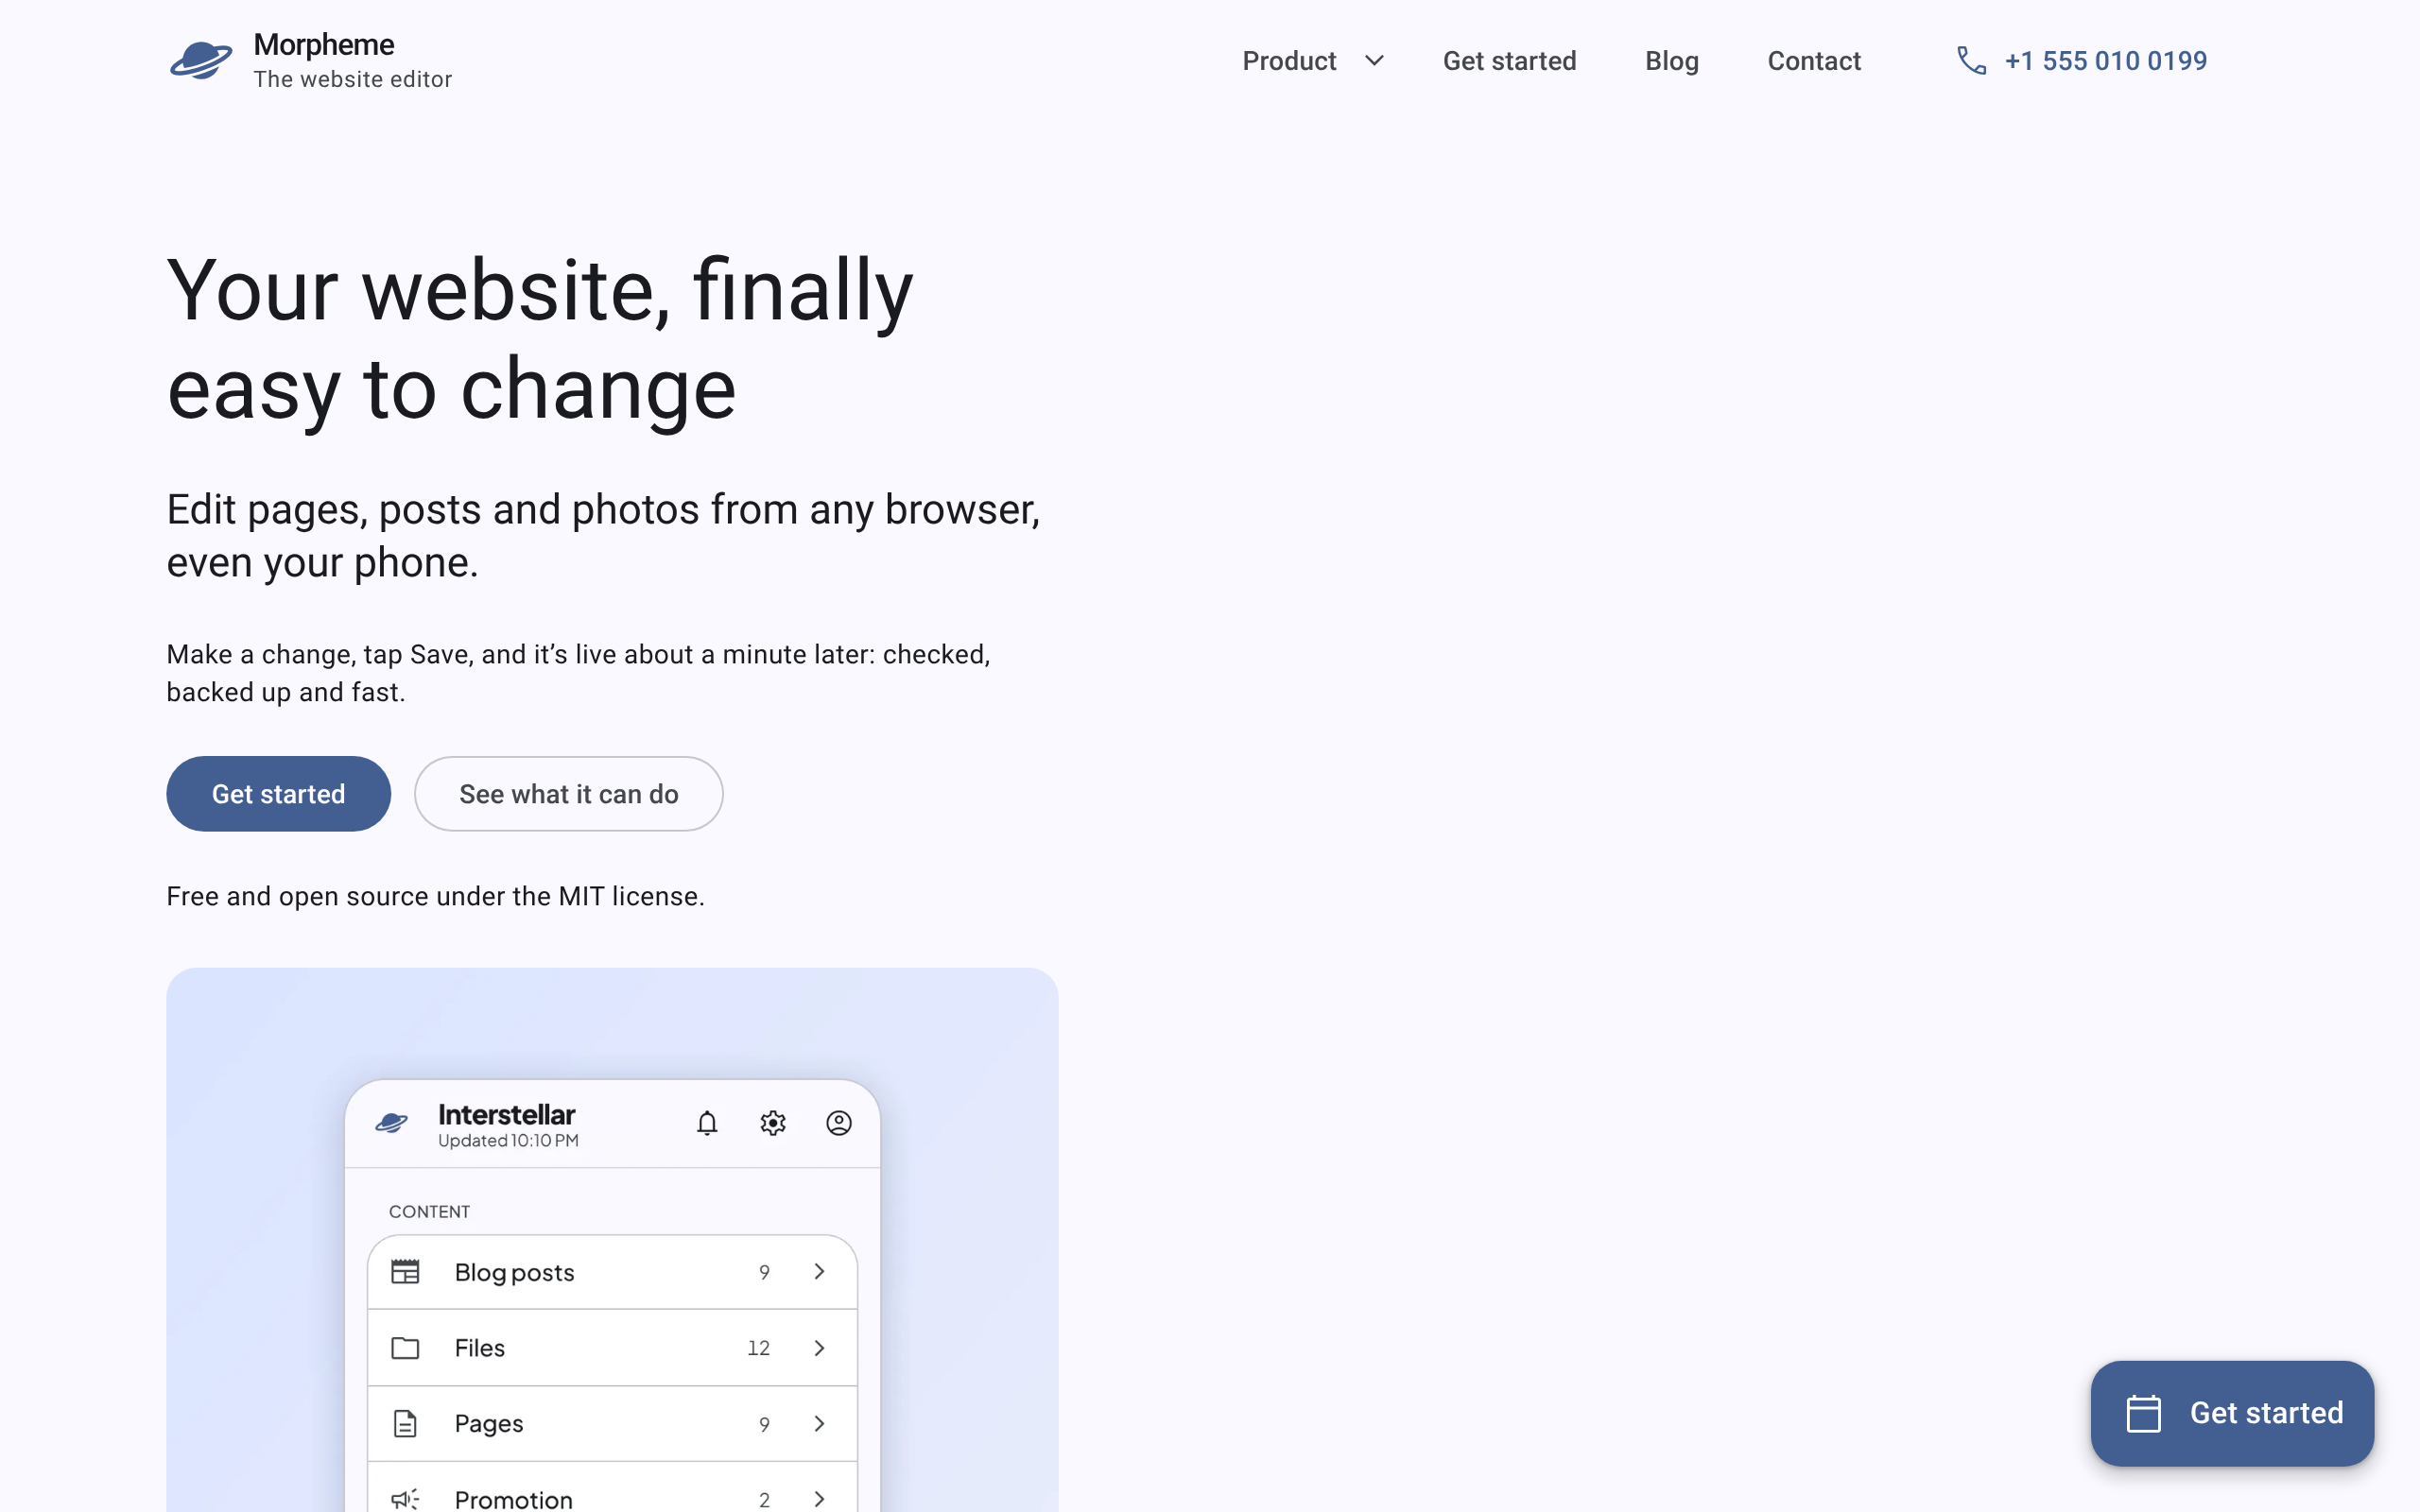 Morpheme
The website editor
Product
Get started
Blog
Contact
+1 555 010 0199
Your website, finally
easy to change
Edit pages, posts and photos from any browser,
even your phone.
Make a change, tap Save, and it’s live about a minute later: checked,
backed up and fast.
Get started
See what it can do
Free and open source under the MIT license.
Interstellar
Updated 10:10 PM
CONTENT
Blog posts 9
Files 12
Pages 9
Promotion 2
Get started